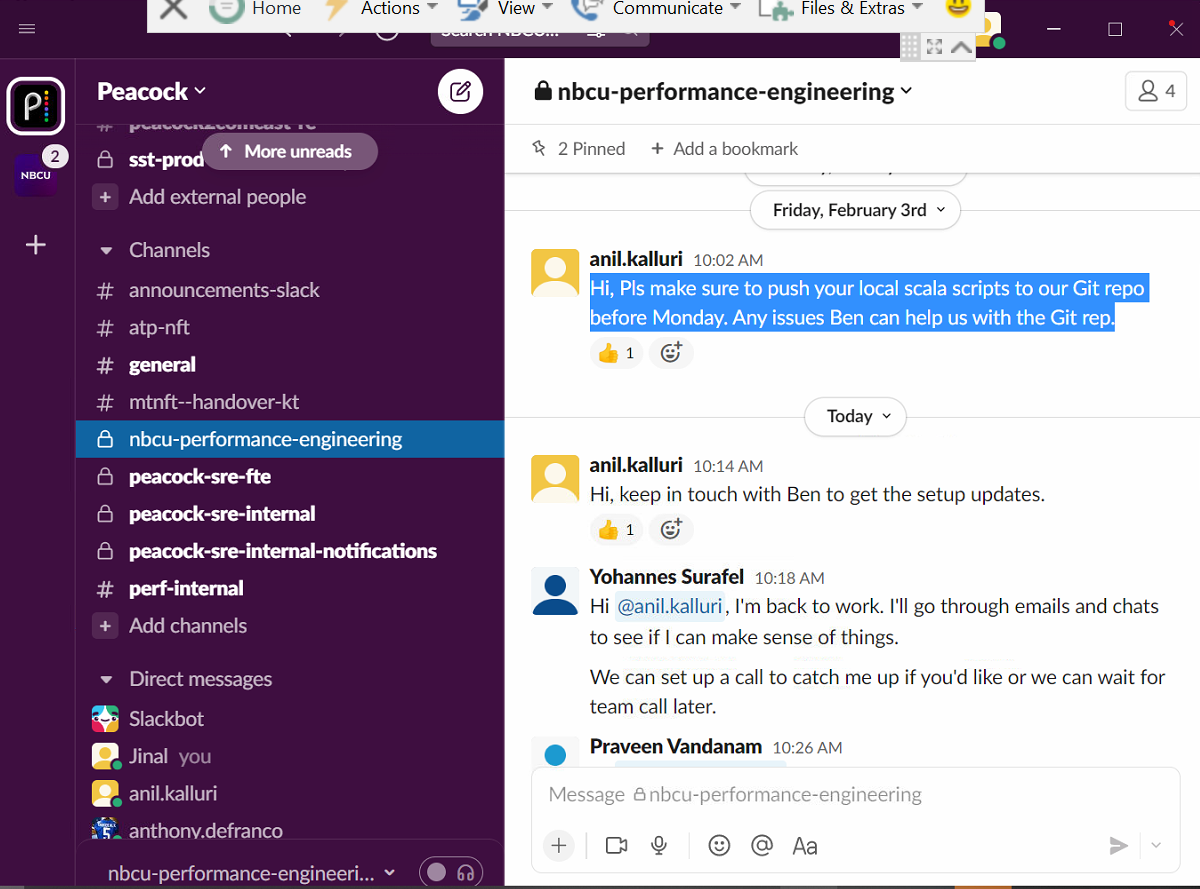 Home Actions View Communicate Files & Extras
Search NBCU...
Peacock
peacock2comcast-fe
sst-prod
More unreads
2
NBCU
Add external people
Channels
announcements-slack
atp-nft
general
mtnft--handover-kt
nbcu-performance-engineering
peacock-sre-fte
peacock-sre-internal
peacock-sre-internal-notifications
perf-internal
Add channels
Direct messages
Slackbot
Jinal you
anil.kalluri
anthony.defranco
nbcu-performance-engineeri...
nbcu-performance-engineering
4
2 Pinned + Add a bookmark
Friday, February 3rd
anil.kalluri 10:02 AM
Hi, Pls make sure to push your local scala scripts to our Git repo
before Monday. Any issues Ben can help us with the Git rep.
1
Today
anil.kalluri 10:14 AM
Hi, keep in touch with Ben to get the setup updates.
1
Yohannes Surafel 10:18 AM
Hi @anil.kalluri, I'm back to work. I'll go through emails and chats
to see if I can make sense of things.
We can set up a call to catch me up if you'd like or we can wait for
team call later.
Praveen Vandanam 10:26 AM
Message nbcu-performance-engineering
Aa